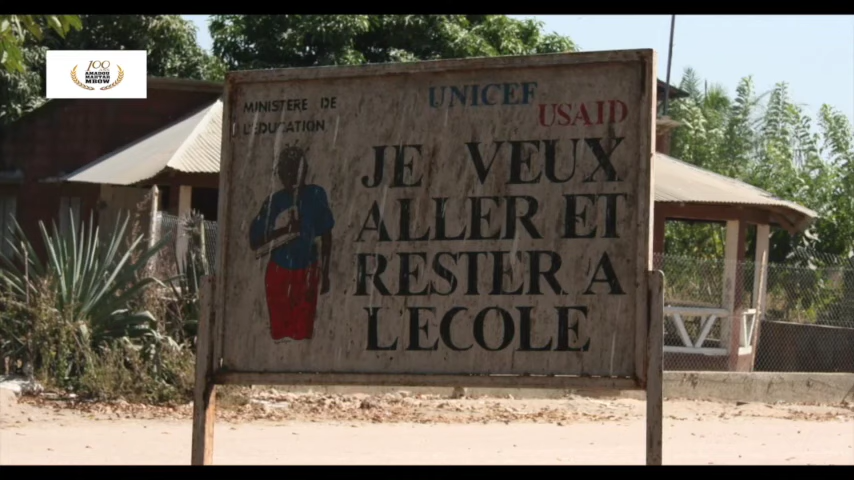 100
AMADOU
MAHTAR
MBOW
MINISTERE DE
L'EDUCATION
UNICEF
USAID
JE VEUX
ALLER ET
RESTER A
L'ECOLE